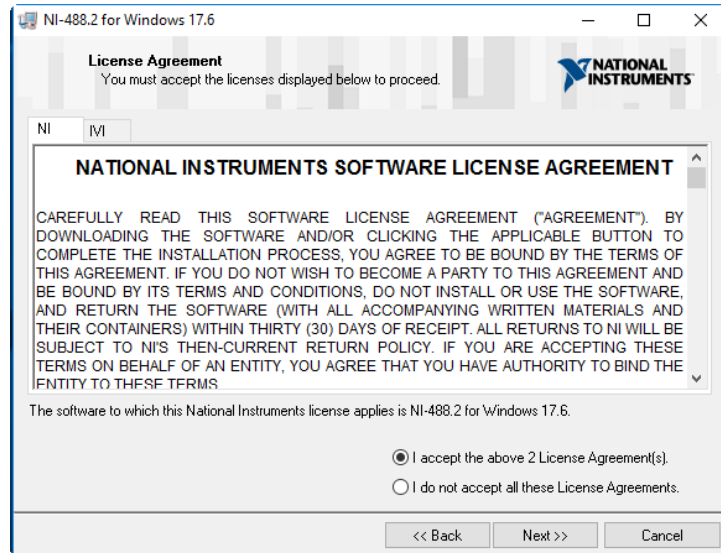 NI-488.2 for Windows 17.6
License Agreement
You must accept the licenses displayed below to proceed.
NATIONAL
INSTRUMENTS
NI IVI
NATIONAL INSTRUMENTS SOFTWARE LICENSE AGREEMENT
CAREFULLY READ THIS SOFTWARE LICENSE AGREEMENT ("AGREEMENT"). BY
DOWNLOADING THE SOFTWARE AND/OR CLICKING THE APPLICABLE BUTTON TO
COMPLETE THE INSTALLATION PROCESS, YOU AGREE TO BE BOUND BY THE TERMS OF
THIS AGREEMENT. IF YOU DO NOT WISH TO BECOME A PARTY TO THIS AGREEMENT AND
BE BOUND BY ITS TERMS AND CONDITIONS, DO NOT INSTALL OR USE THE SOFTWARE,
AND RETURN THE SOFTWARE (WITH ALL ACCOMPANYING WRITTEN MATERIALS AND
THEIR CONTAINERS) WITHIN THIRTY (30) DAYS OF RECEIPT. ALL RETURNS TO NI WILL BE
SUBJECT TO NI'S THEN-CURRENT RETURN POLICY. IF YOU ARE ACCEPTING THESE
TERMS ON BEHALF OF AN ENTITY, YOU AGREE THAT YOU HAVE AUTHORITY TO BIND THE
ENTITY TO THESE TERMS
The software to which this National Instruments license applies is NI-488.2 for Windows 17.6.
I accept the above 2 License Agreement(s).
I do not accept all these License Agreements.
<< Back Next >> Cancel